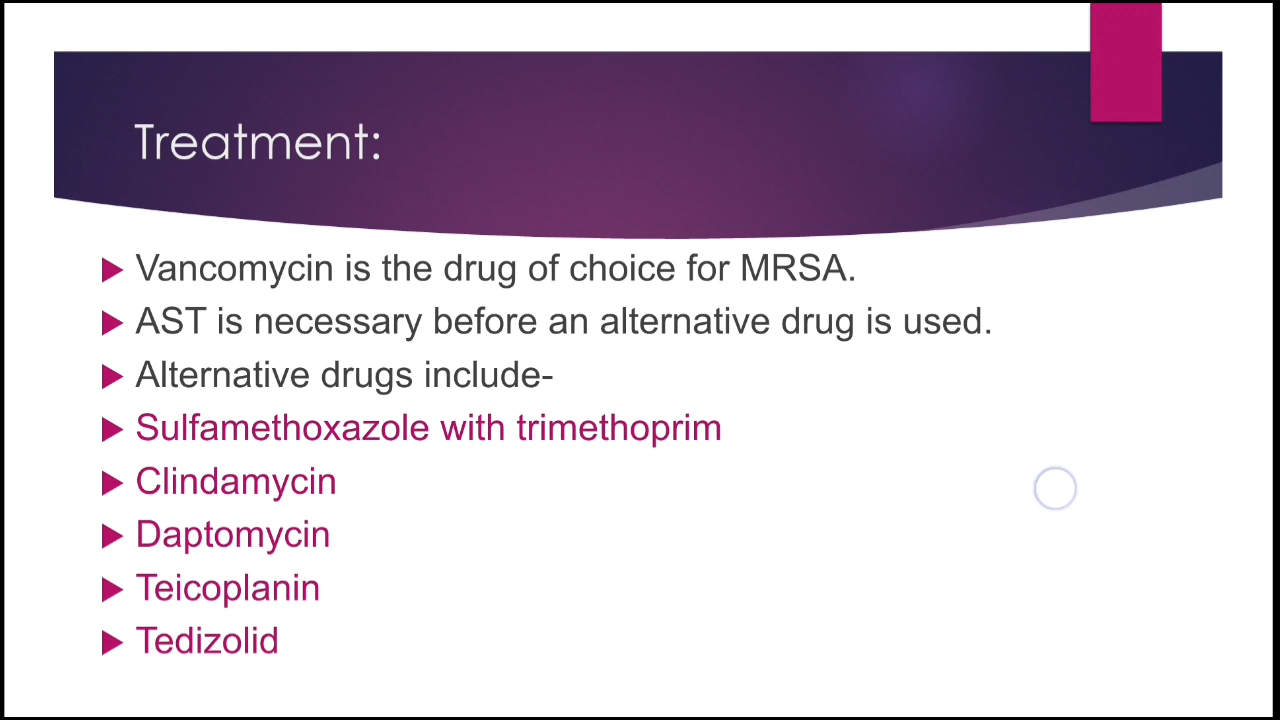 Treatment:
Vancomycin is the drug of choice for MRSA.
AST is necessary before an alternative drug is used.
Alternative drugs include-
Sulfamethoxazole with trimethoprim
Clindamycin
Daptomycin
Teicoplanin
Tedizolid